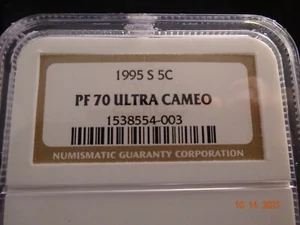 1995 S 5C
PF 70 ULTRA CAMEO
1538554-003
NUMISMATIC GUARANTY CORPORATION